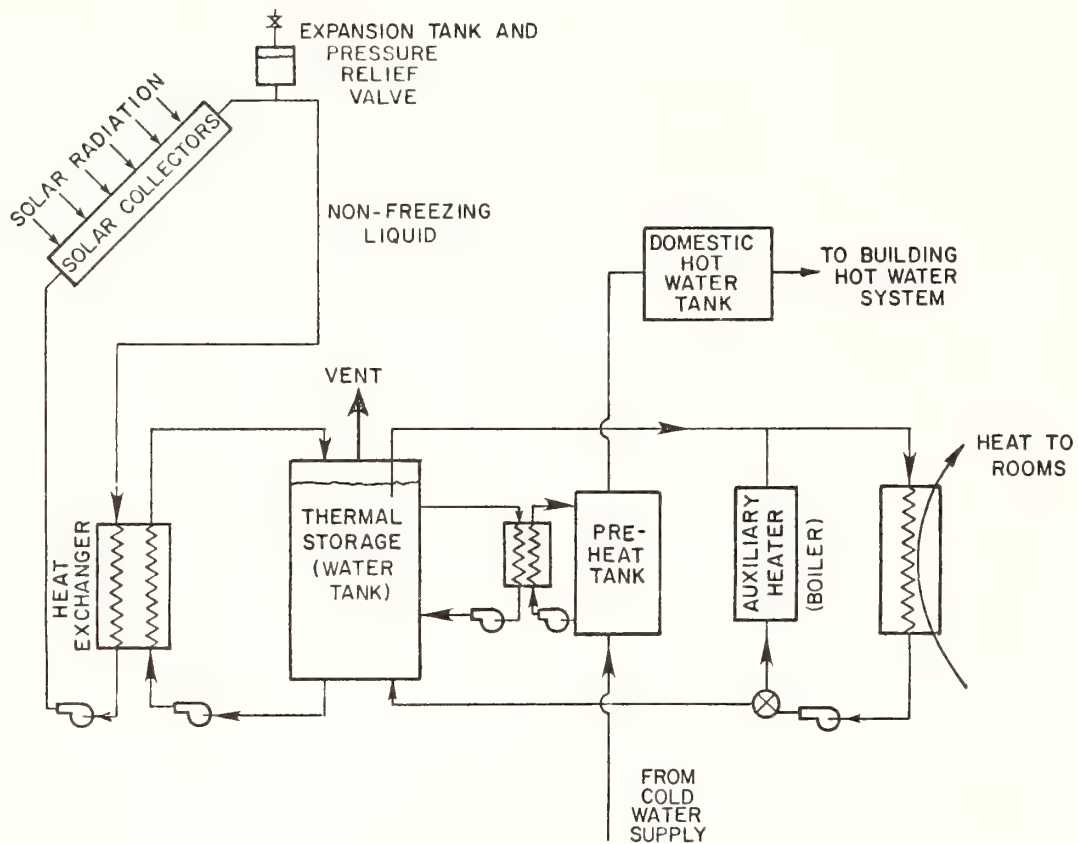 EXPANSION TANK AND
PRESSURE
RELIEF
VALVE
SOLAR RADIATION
SOLAR COLLECTORS
NON-FREEZING
LIQUID
DOMESTIC
HOT
WATER
TANK
TO BUILDING
HOT WATER
SYSTEM
VENT
HEAT TO
ROOMS
HEAT
EXCHANGER
THERMAL
STORAGE
(WATER
TANK)
PRE-
HEAT
TANK
AUXILIARY
HEATER
(BOILER)
FROM
COLD
WATER
SUPPLY